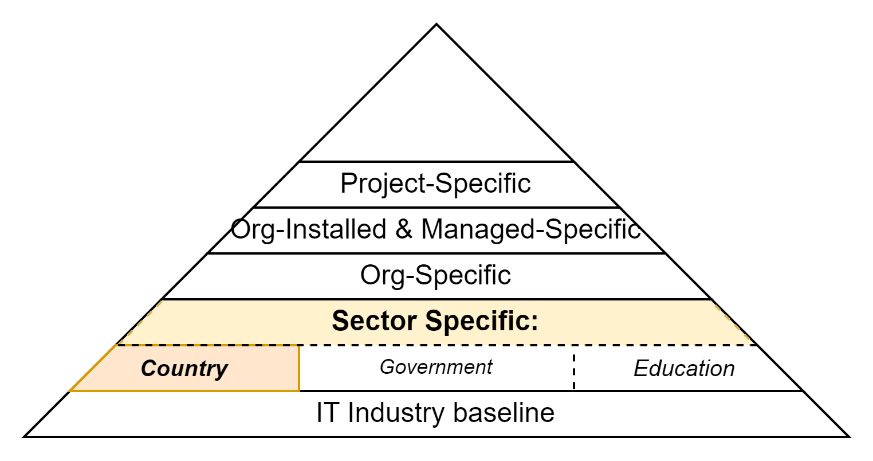 Project-Specific
Org-Installed & Managed-Specific
Org-Specific
Sector Specific:
Country Government Education
IT Industry baseline